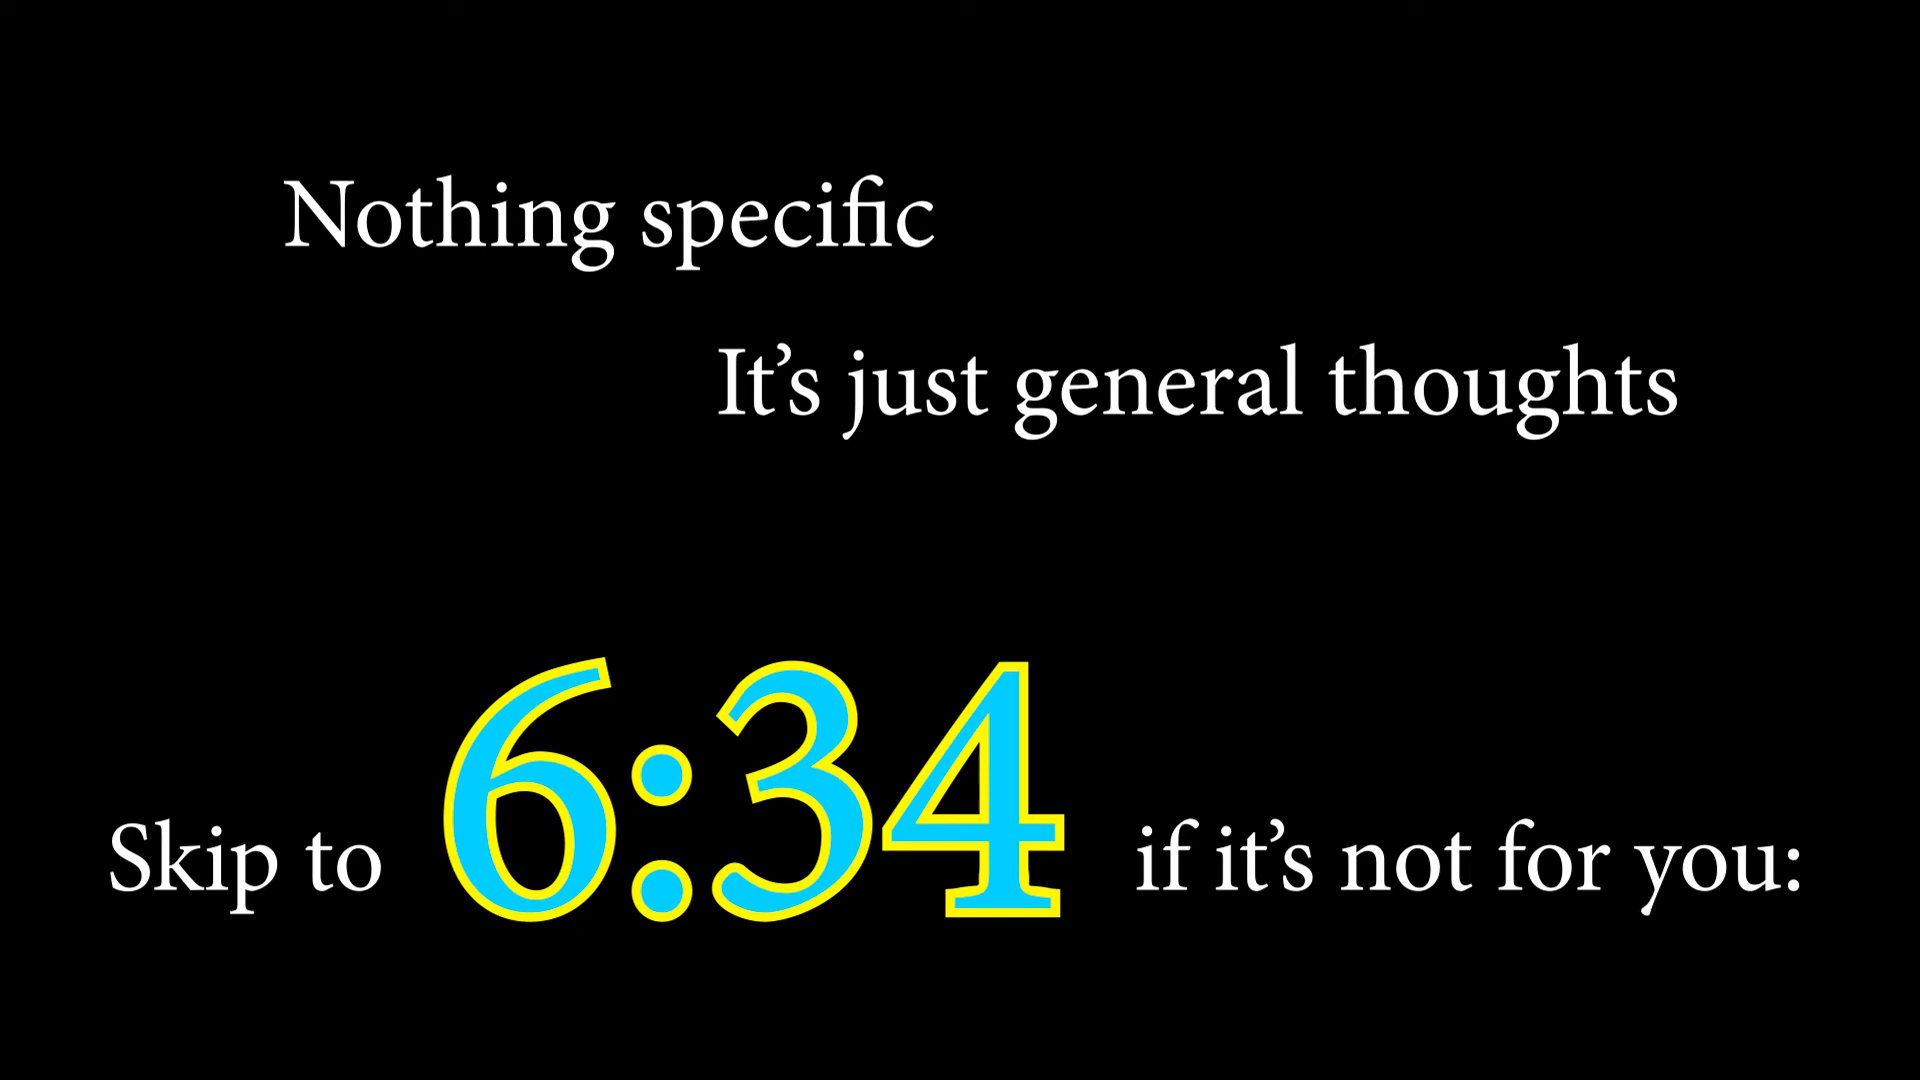 Nothing specific
It’s just general thoughts
Skip to 6:34 if it’s not for you: